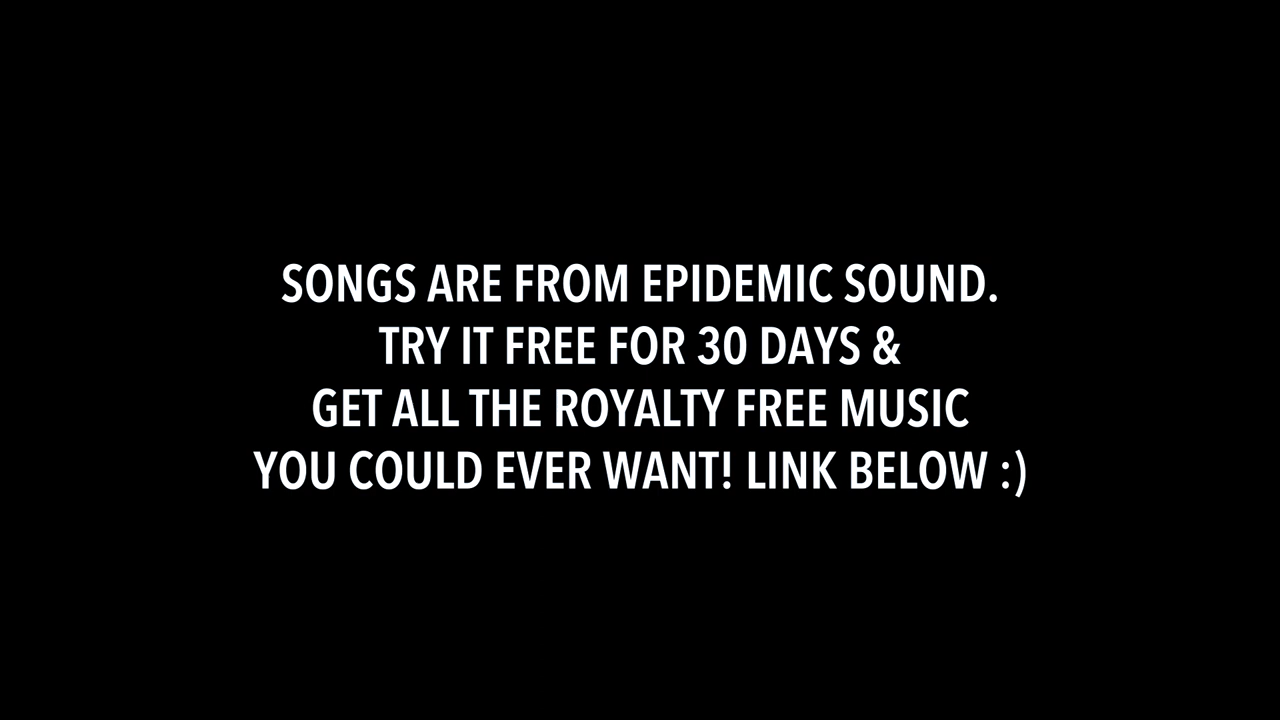 SONGS ARE FROM EPIDEMIC SOUND.
TRY IT FREE FOR 30 DAYS &
GET ALL THE ROYALTY FREE MUSIC
YOU COULD EVER WANT! LINK BELOW :)